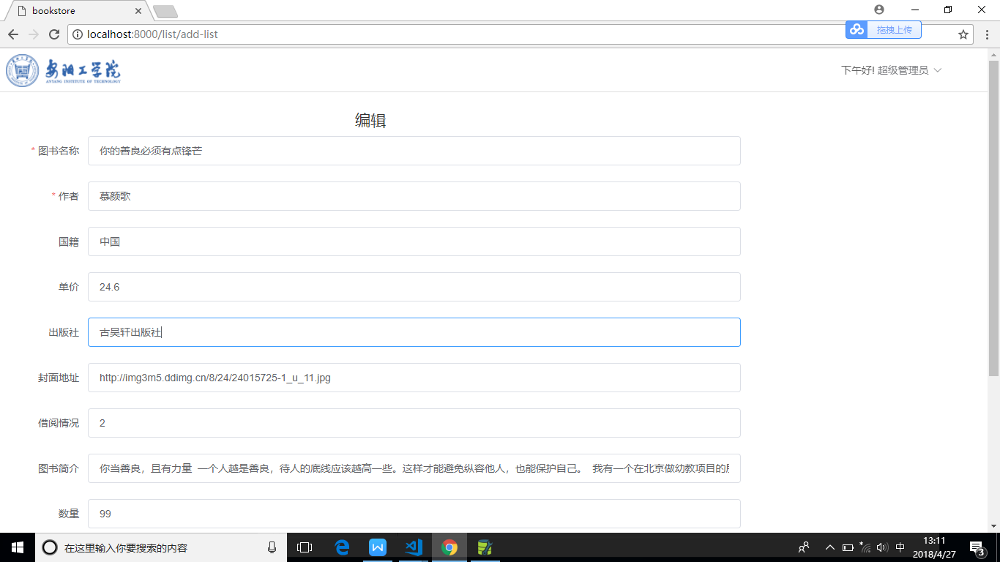 bookstore
localhost:8000/list/add-list
拖拽上传
安阳工学院
ANYANG INSTITUTE OF TECHNOLOGY
下午好! 超级管理员
编辑
* 图书名称 你的善良必须有点锋芒
* 作者 慕颜歌
国籍 中国
单价 24.6
出版社 古吴轩出版社
封面地址 http://img3m5.ddimg.cn/8/24/24015725-1_u_11.jpg
借阅情况 2
图书简介 你当善良，且有力量 一个人越是善良，待人的底线应该越高一些。这样才能避免纵容他人，也能保护自己。 我有一个在北京做幼教项目的
数量 99
在这里输入你要搜索的内容
中
13:11
2018/4/27
3